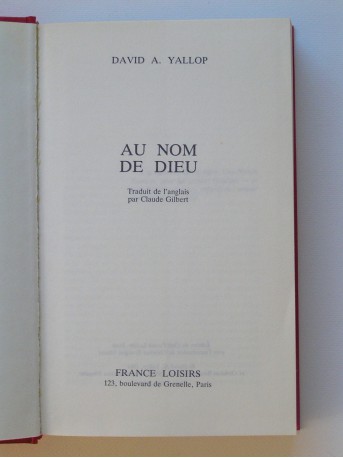 DAVID A. YALLOP
AU NOM
DE DIEU
Traduit de l'anglais
par Claude Gilbert
FRANCE LOISIRS
123, boulevard de Grenelle, Paris